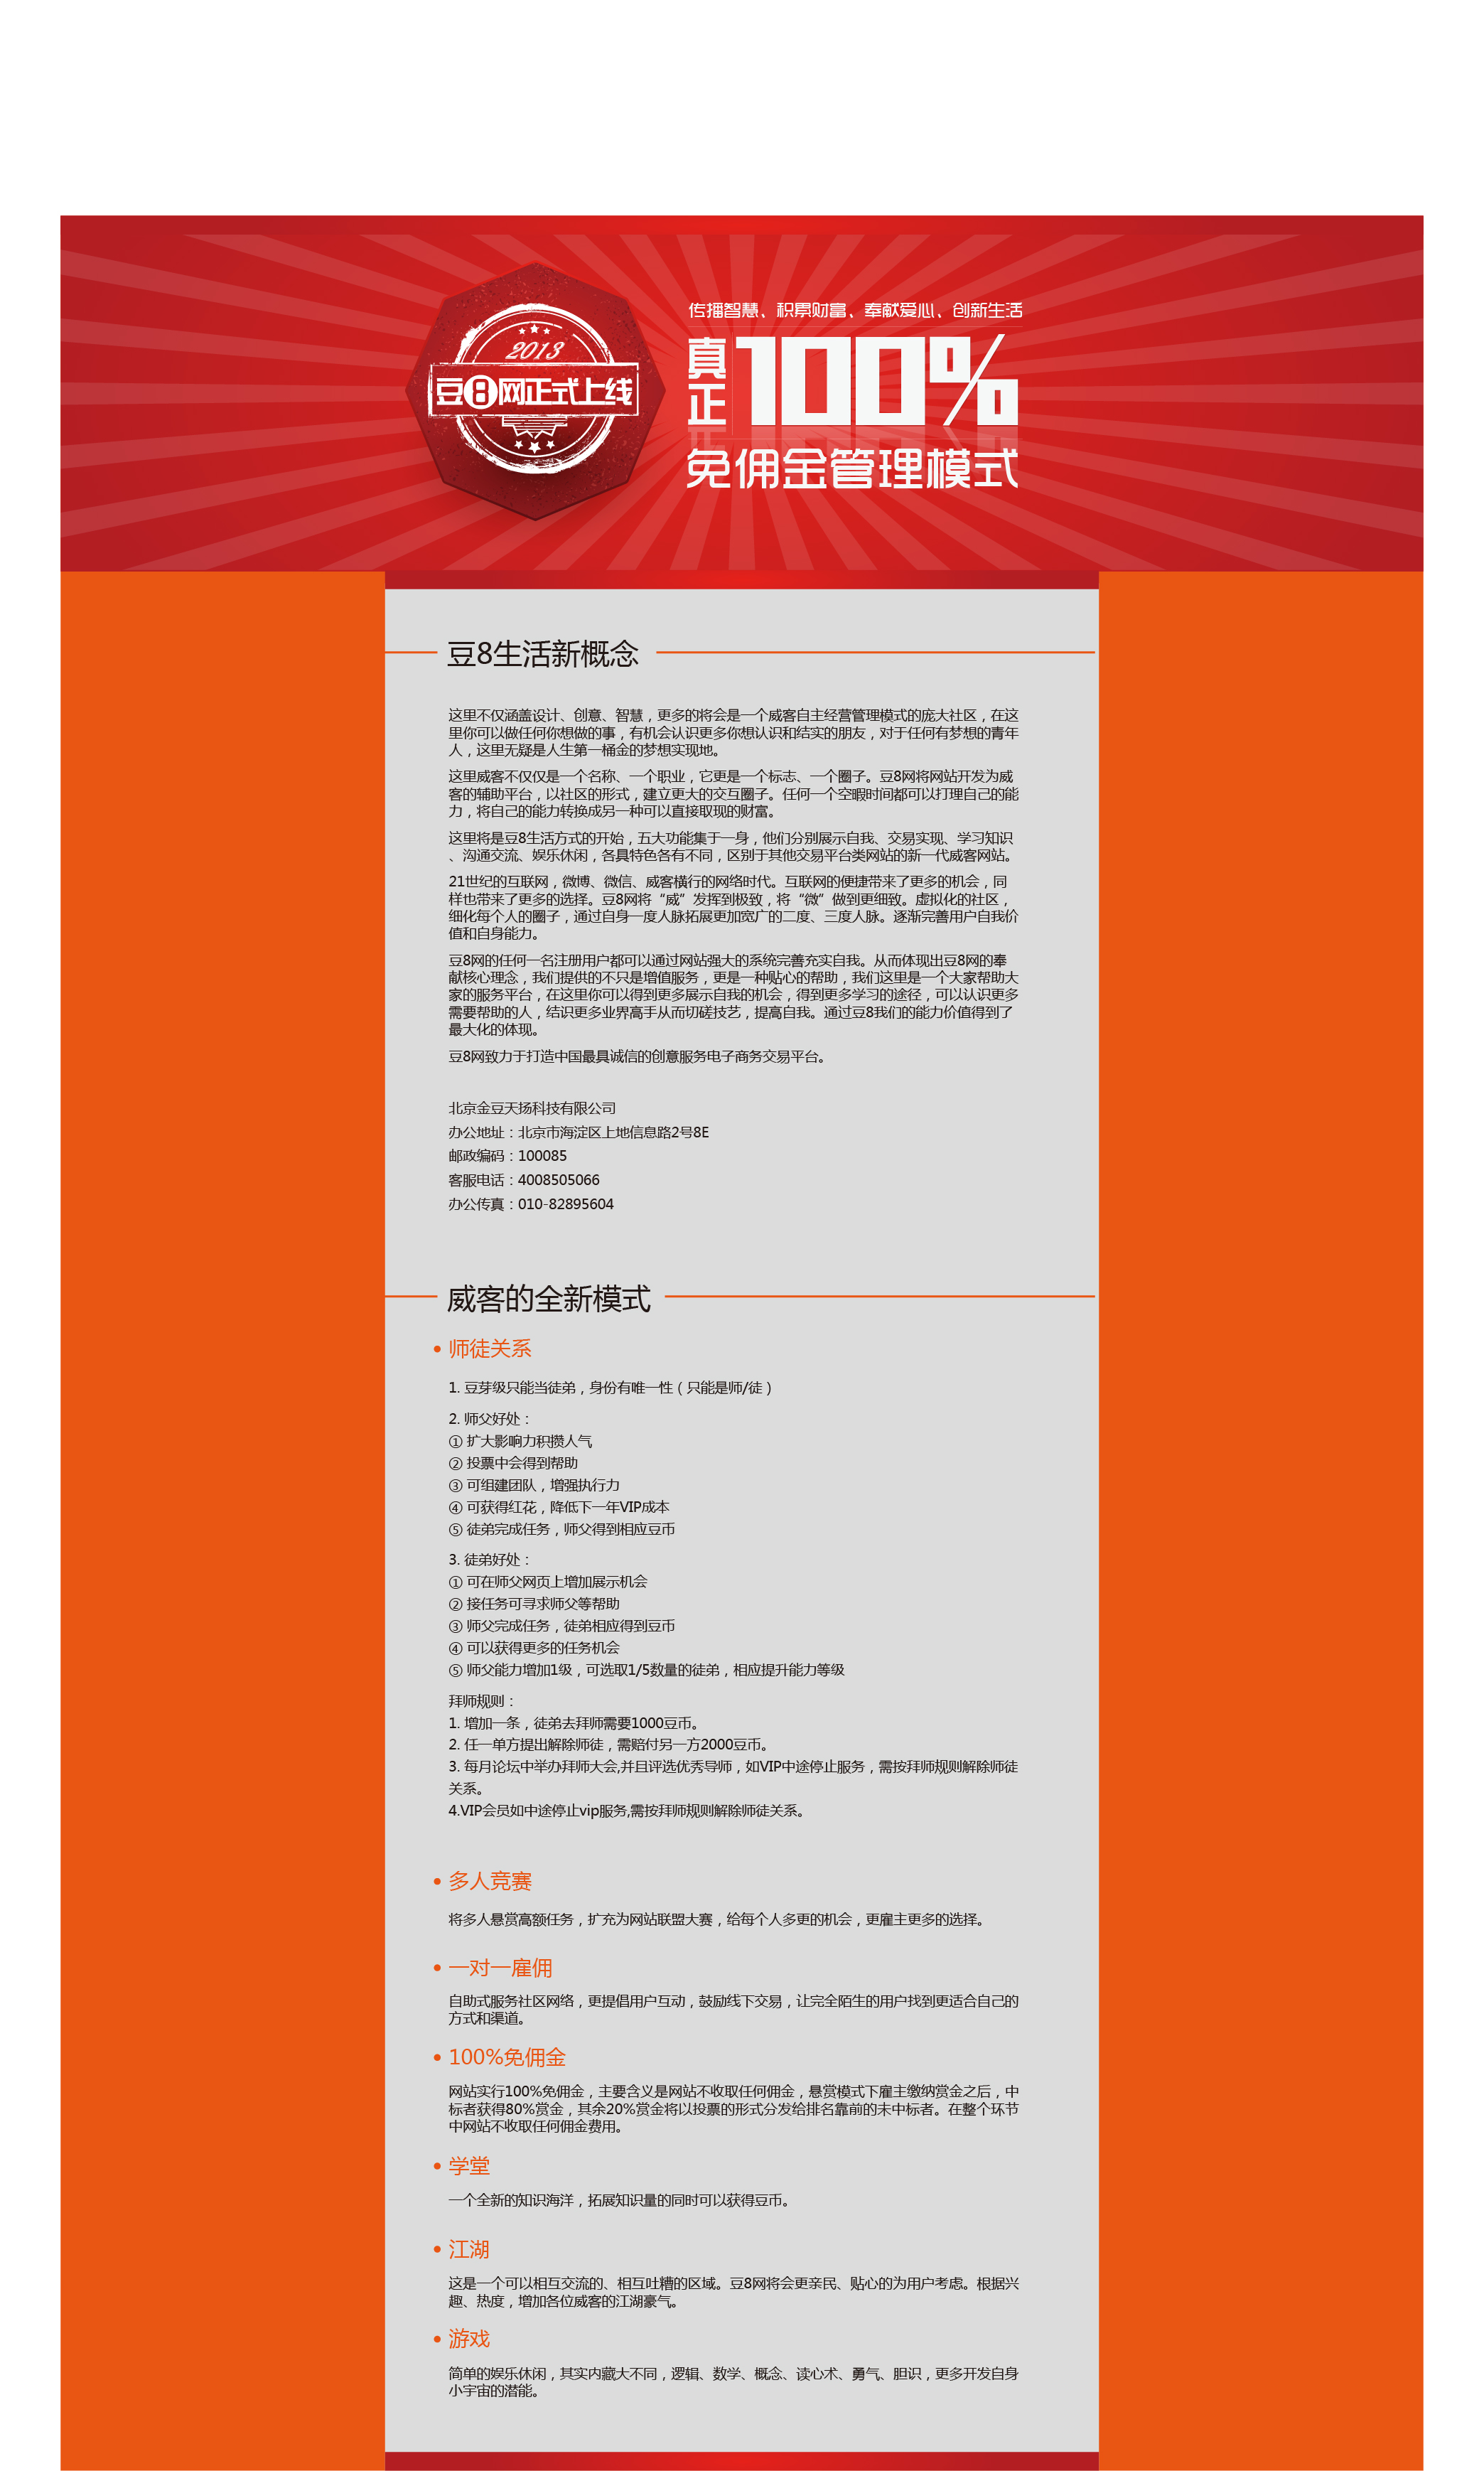 2013
豆8网正式上线
传播智慧、积累财富、奉献爱心、创新生活
真正100%
免佣金管理模式
豆8生活新概念
这里不仅涵盖设计、创意、智慧，更多的将会是一个威客自主经营管理模式的庞大社区，在这
里你可以做任何你想做的事，有机会认识更多你想认识和结实的朋友，对于任何有梦想的青年
人，这里无疑是人生第一桶金的梦想实现地。
这里威客不仅仅是一个名称、一个职业，它更是一个标志、一个圈子。豆8网将网站开发为威
客的辅助平台，以社区的形式，建立更大的交互圈子。任何一个空暇时间都可以打理自己的能
力，将自己的能力转换成另一种可以直接取现的财富。
这里将是豆8生活方式的开始，五大功能集于一身，他们分别展示自我、交易实现、学习知识
、沟通交流、娱乐休闲，各具特色各有不同，区别于其他交易平台类网站的新一代威客网站。
21世纪的互联网，微博、微信、威客横行的网络时代。互联网的便捷带来了更多的机会，同
样也带来了更多的选择。豆8网将“威”发挥到极致，将“微”做到更细致。虚拟化的社区，
细化每个人的圈子，通过自身一度人脉拓展更加宽广的二度、三度人脉。逐渐完善用户自我价
值和自身能力。
豆8网的任何一名注册用户都可以通过网站强大的系统完善充实自我。从而体现出豆8网的奉
献核心理念，我们提供的不只是增值服务，更是一种贴心的帮助，我们这里是一个大家帮助大
家的服务平台，在这里你可以得到更多展示自我的机会，得到更多学习的途径，可以认识更多
需要帮助的人，结识更多业界高手从而切磋技艺，提高自我。通过豆8我们的能力价值得到了
最大化的体现。
豆8网致力于打造中国最具诚信的创意服务电子商务交易平台。
北京金豆天扬科技有限公司
办公地址：北京市海淀区上地信息路2号8E
邮政编码：100085
客服电话：4008505066
办公传真：010-82895604
威客的全新模式
• 师徒关系
1. 豆芽级只能当徒弟，身份有唯一性（只能是师/徒）
2. 师父好处：
① 扩大影响力积攒人气
② 投票中会得到帮助
③ 可组建团队，增强执行力
④ 可获得红花，降低下一年VIP成本
⑤ 徒弟完成任务，师父得到相应豆币
3. 徒弟好处：
① 可在师父网页上增加展示机会
② 接任务可寻求师父等帮助
③ 师父完成任务，徒弟相应得到豆币
④ 可以获得更多的任务机会
⑤ 师父能力增加1级，可选取1/5数量的徒弟，相应提升能力等级
拜师规则：
1. 增加一条，徒弟去拜师需要1000豆币。
2. 任一单方提出解除师徒，需赔付另一方2000豆币。
3. 每月论坛中举办拜师大会,并且评选优秀导师，如VIP中途停止服务，需按拜师规则解除师徒
关系。
4.VIP会员如中途停止vip服务,需按拜师规则解除师徒关系。
• 多人竞赛
将多人悬赏高额任务，扩充为网站联盟大赛，给每个人多更的机会，更雇主更多的选择。
• 一对一雇佣
自助式服务社区网络，更提倡用户互动，鼓励线下交易，让完全陌生的用户找到更适合自己的
方式和渠道。
• 100%免佣金
网站实行100%免佣金，主要含义是网站不收取任何佣金，悬赏模式下雇主缴纳赏金之后，中
标者获得80%赏金，其余20%赏金将以投票的形式分发给排名靠前的未中标者。在整个环节
中网站不收取任何佣金费用。
• 学堂
一个全新的知识海洋，拓展知识量的同时可以获得豆币。
• 江湖
这是一个可以相互交流的、相互吐糟的区域。豆8网将会更亲民、贴心的为用户考虑。根据兴
趣、热度，增加各位威客的江湖豪气。
• 游戏
简单的娱乐休闲，其实内藏大不同，逻辑、数学、概念、读心术、勇气、胆识，更多开发自身
小宇宙的潜能。